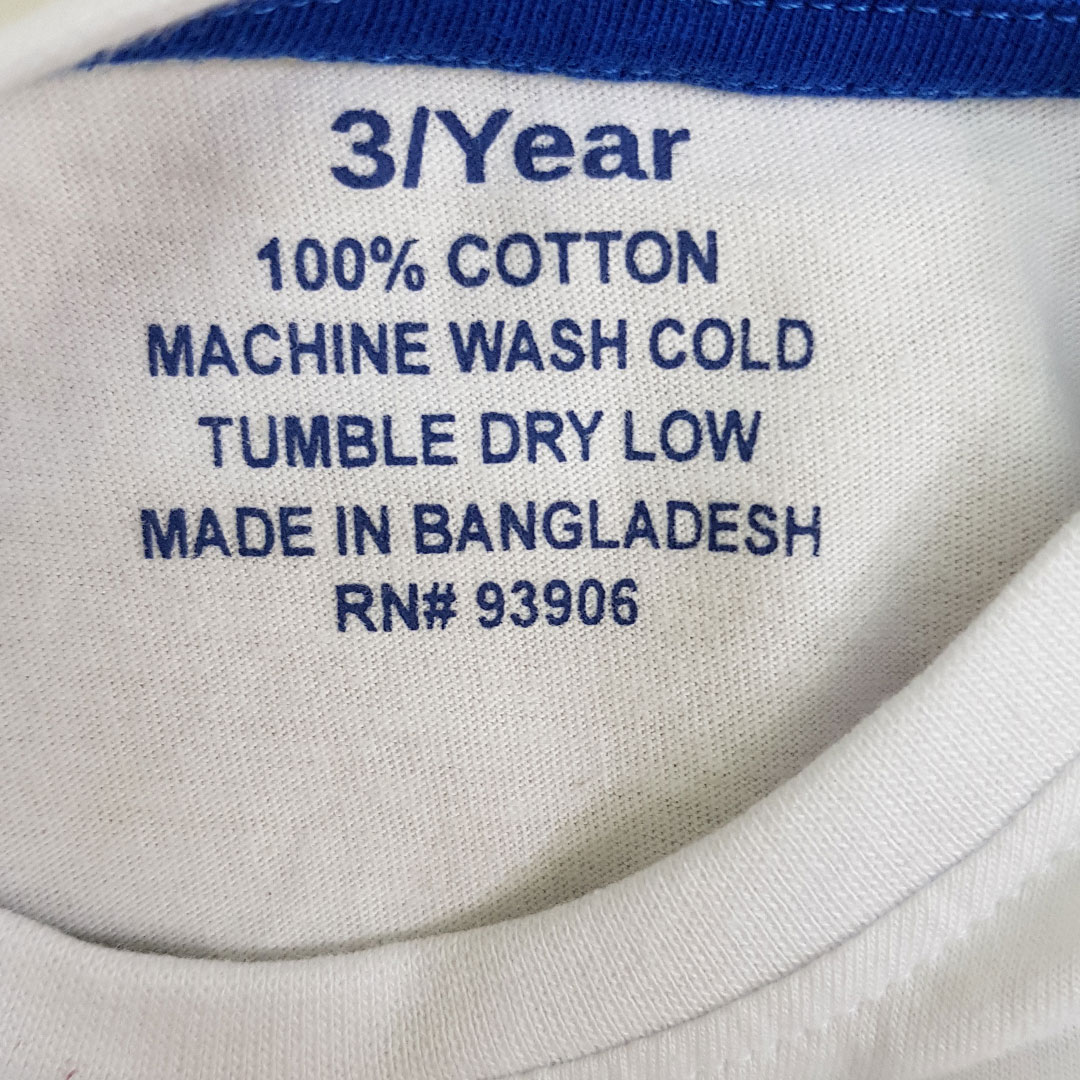 3/Year
100% COTTON
MACHINE WASH COLD
TUMBLE DRY LOW
MADE IN BANGLADESH
RN# 93906